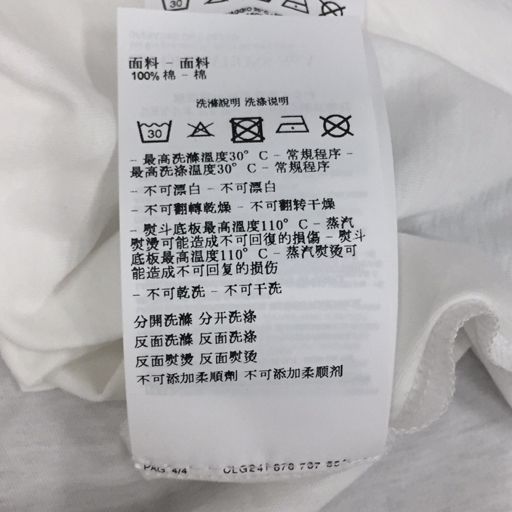 30
面料 - 面料
100% 棉 - 棉
洗滌說明 洗涤说明
30
- 最高洗滌溫度30° C - 常規程序 -
最高洗涤温度30° C - 常规程序
- 不可漂白 - 不可漂白
- 不可翻轉乾燥 - 不可翻转干燥
- 熨斗底板最高溫度110° C - 蒸汽
熨燙可能造成不可回復的損傷 - 熨斗
底板最高温度110° C - 蒸汽熨烫可
能造成不可回复的损伤
- 不可乾洗 - 不可干洗
分開洗滌 分开洗涤
反面洗滌 反面洗涤
反面熨燙 反面熨烫
不可添加柔順劑 不可添加柔顺剂
PAG 4/4